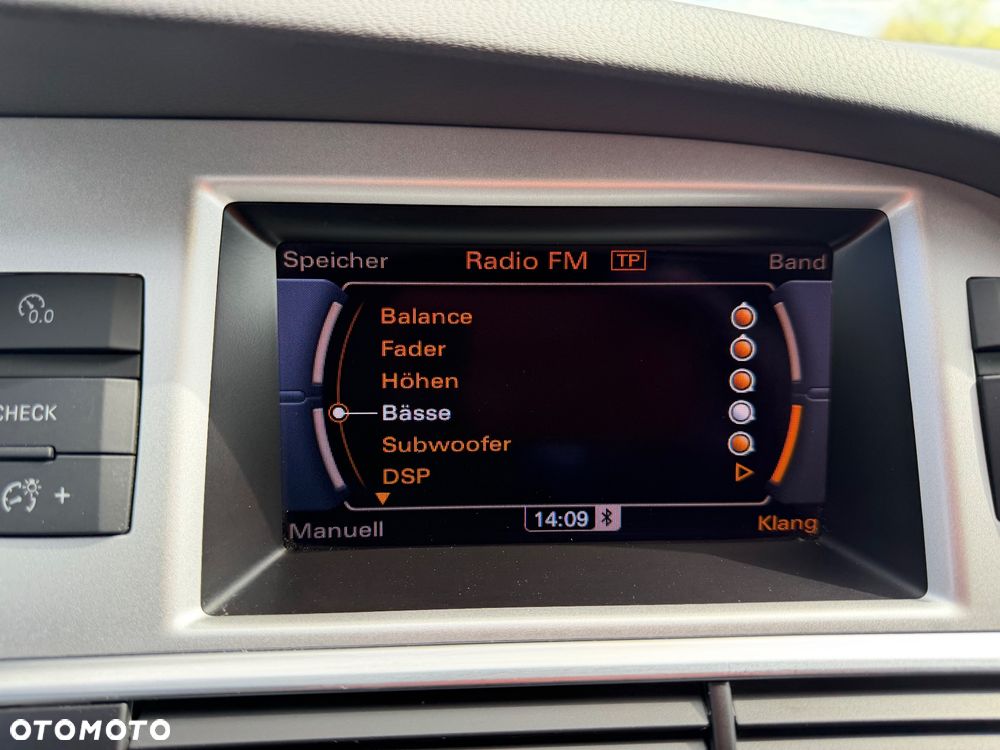 Speicher Radio FM TP Band
Balance
Fader
Höhen
Bässe
Subwoofer
DSP
Manuell 14:09 Klang
0.0
CHECK
+
OTOMOTO